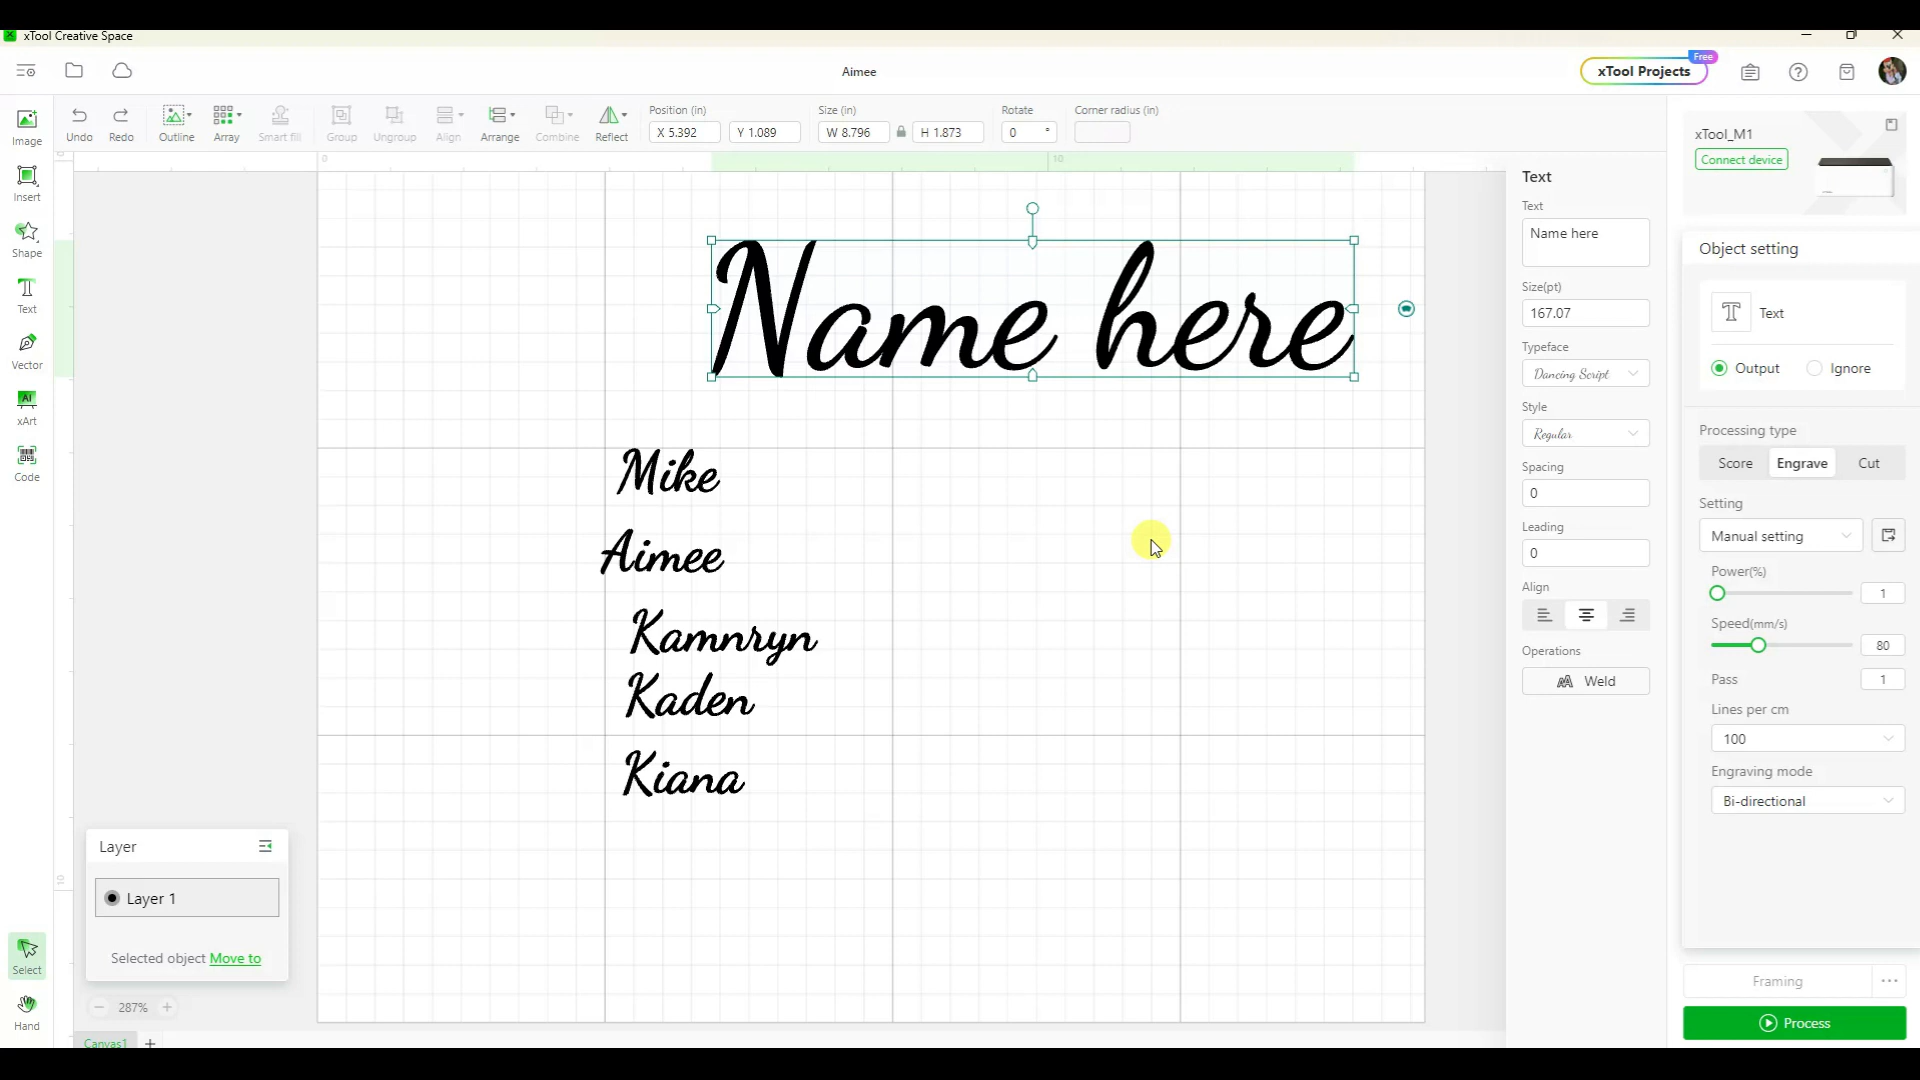 xTool Creative Space
Aimee
Free
xTool Projects
Undo
Redo
Outline
Array
Smart fill
Group
Ungroup
Align
Arrange
Combine
Reflect
Position (in)
X 5.392
Y 1.089
Size (in)
W 8.796
H 1.873
Rotate
0 °
Corner radius (in)
Image
Insert
Shape
Text
Vector
AI
xArt
Code
Select
Hand
0
10
10
Name here
Mike
Aimee
Kamnryn
Kaden
Kiana
Layer
Layer 1
Selected object Move to
287%
Canvas1
Text
Text
Name here
Size(pt)
167.07
Typeface
Dancing Script
Style
Regular
Spacing
0
Leading
0
Align
Operations
Weld
xTool_M1
Connect device
Object setting
Text
Output
Ignore
Processing type
Score
Engrave
Cut
Setting
Manual setting
Power(%)
1
Speed(mm/s)
80
Pass
1
Lines per cm
100
Engraving mode
Bi-directional
Framing
Process